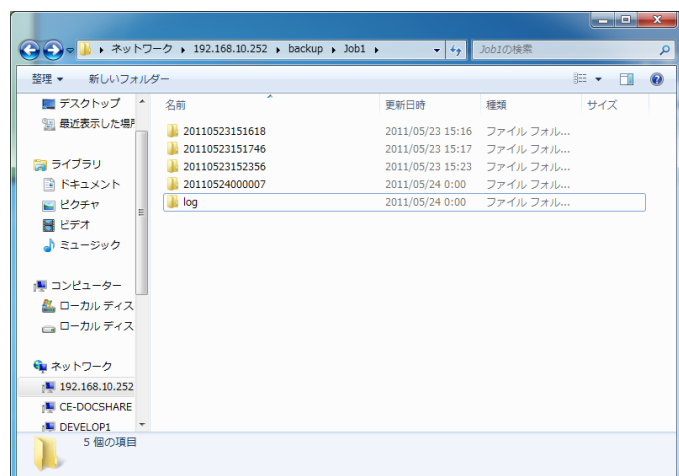 ネットワーク ▸ 192.168.10.252 ▸ backup ▸ Job1 ▸
Job1の検索
整理 ▼ 新しいフォルダー
デスクトップ
最近表示した場所
ライブラリ
ドキュメント
ピクチャ
ビデオ
ミュージック
コンピューター
ローカル ディス
ローカル ディス
ネットワーク
192.168.10.252
CE-DOCSHARE
DEVELOP1
名前 更新日時 種類 サイズ
20110523151618 2011/05/23 15:16 ファイル フォル...
20110523151746 2011/05/23 15:17 ファイル フォル...
20110523152356 2011/05/23 15:23 ファイル フォル...
20110524000007 2011/05/24 0:00 ファイル フォル...
log 2011/05/24 0:00 ファイル フォル...
5 個の項目